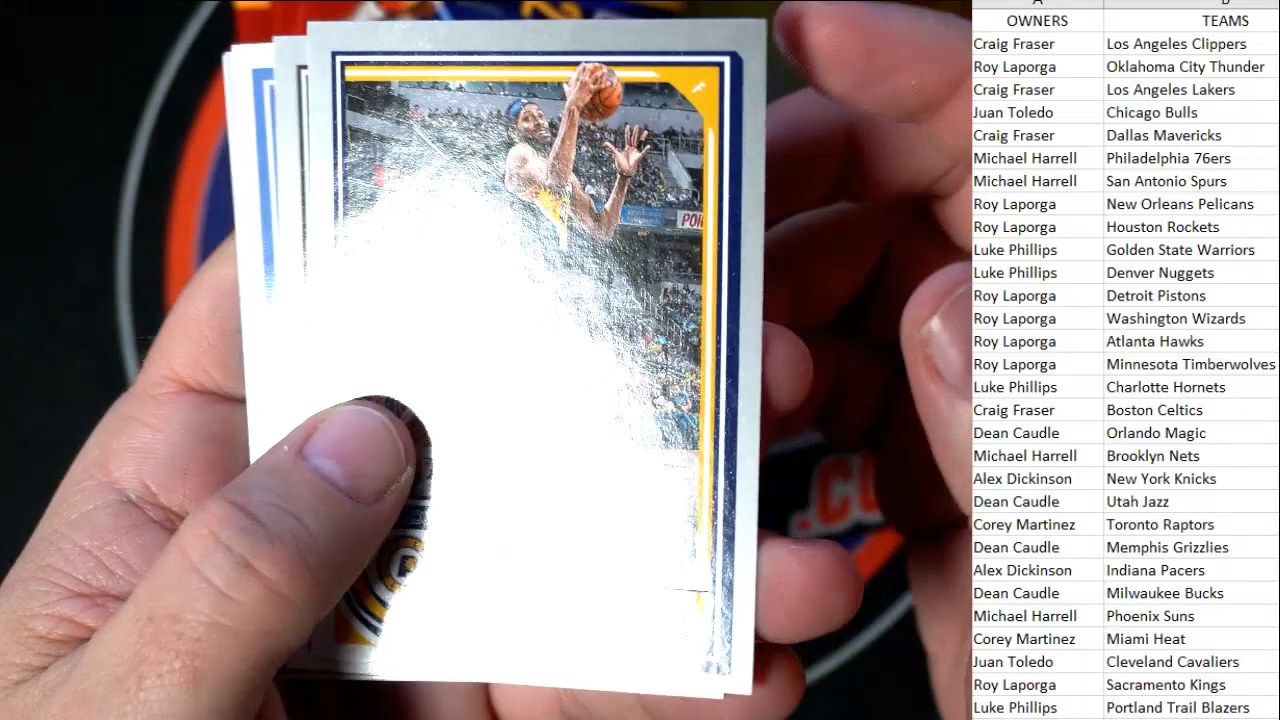 OWNERS TEAMS
Craig Fraser Los Angeles Clippers
Roy Laporga Oklahoma City Thunder
Craig Fraser Los Angeles Lakers
Juan Toledo Chicago Bulls
Craig Fraser Dallas Mavericks
Michael Harrell Philadelphia 76ers
Michael Harrell San Antonio Spurs
Roy Laporga New Orleans Pelicans
Roy Laporga Houston Rockets
Luke Phillips Golden State Warriors
Luke Phillips Denver Nuggets
Roy Laporga Detroit Pistons
Roy Laporga Washington Wizards
Roy Laporga Atlanta Hawks
Roy Laporga Minnesota Timberwolves
Luke Phillips Charlotte Hornets
Craig Fraser Boston Celtics
Dean Caudle Orlando Magic
Michael Harrell Brooklyn Nets
Alex Dickinson New York Knicks
Dean Caudle Utah Jazz
Corey Martinez Toronto Raptors
Dean Caudle Memphis Grizzlies
Alex Dickinson Indiana Pacers
Dean Caudle Milwaukee Bucks
Michael Harrell Phoenix Suns
Corey Martinez Miami Heat
Juan Toledo Cleveland Cavaliers
Roy Laporga Sacramento Kings
Luke Phillips Portland Trail Blazers
F